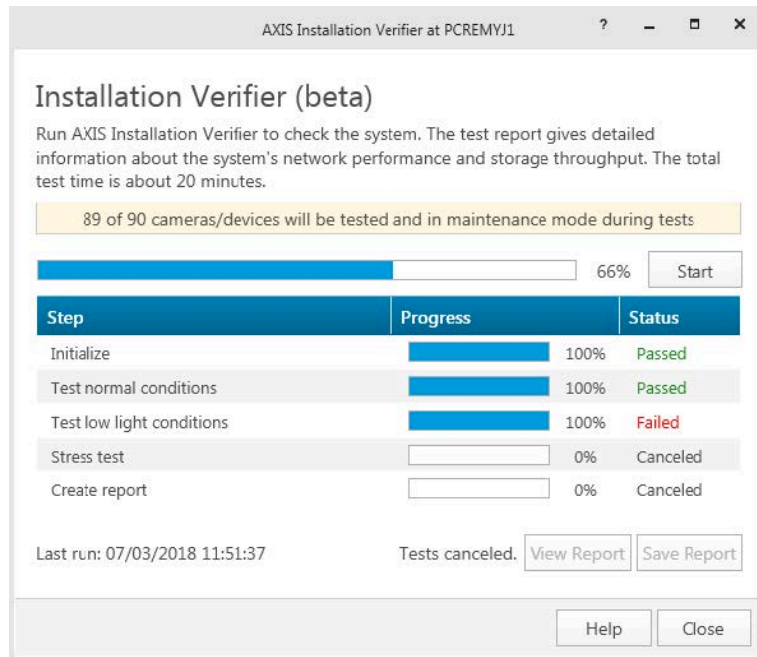 AXIS Installation Verifier at PCREMYJ1
?
Installation Verifier (beta)
Run AXIS Installation Verifier to check the system. The test report gives detailed
information about the system's network performance and storage throughput. The total
test time is about 20 minutes.
89 of 90 cameras/devices will be tested and in maintenance mode during tests
66% Start
Step Progress Status
Initialize 100% Passed
Test normal conditions 100% Passed
Test low light conditions 100% Failed
Stress test 0% Canceled
Create report 0% Canceled
Last run: 07/03/2018 11:51:37 Tests canceled. View Report Save Report
Help Close